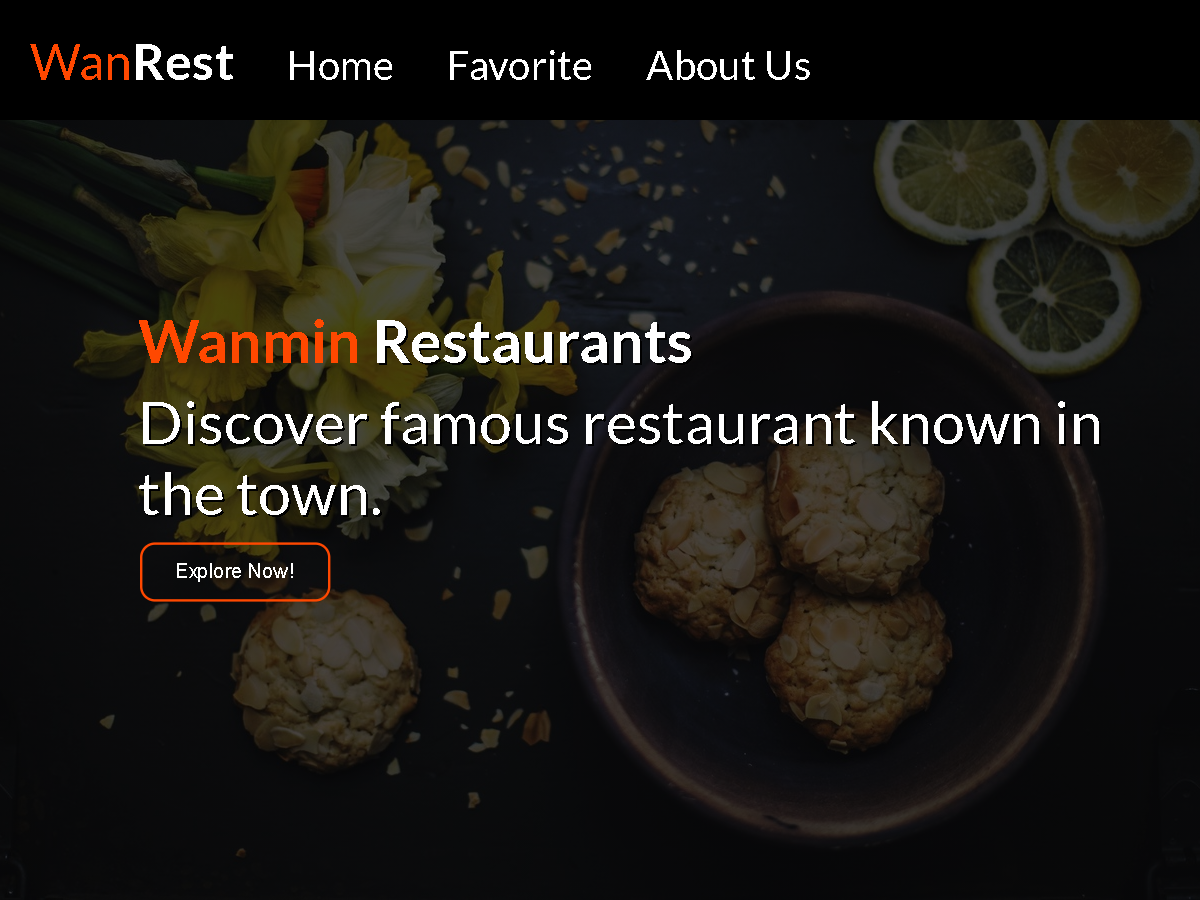 WanRest Home Favorite About Us
Wanmin Restaurants
Discover famous restaurant known in
the town.
Explore Now!